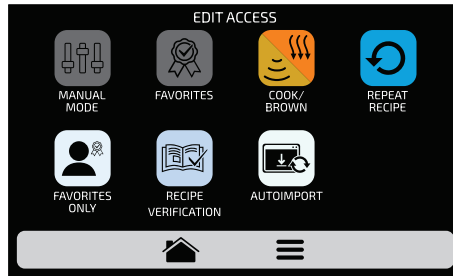 EDIT ACCESS
MANUAL
MODE
FAVORITES
COOK/
BROWN
REPEAT
RECIPE
FAVORITES
ONLY
RECIPE
VERIFICATION
AUTOIMPORT